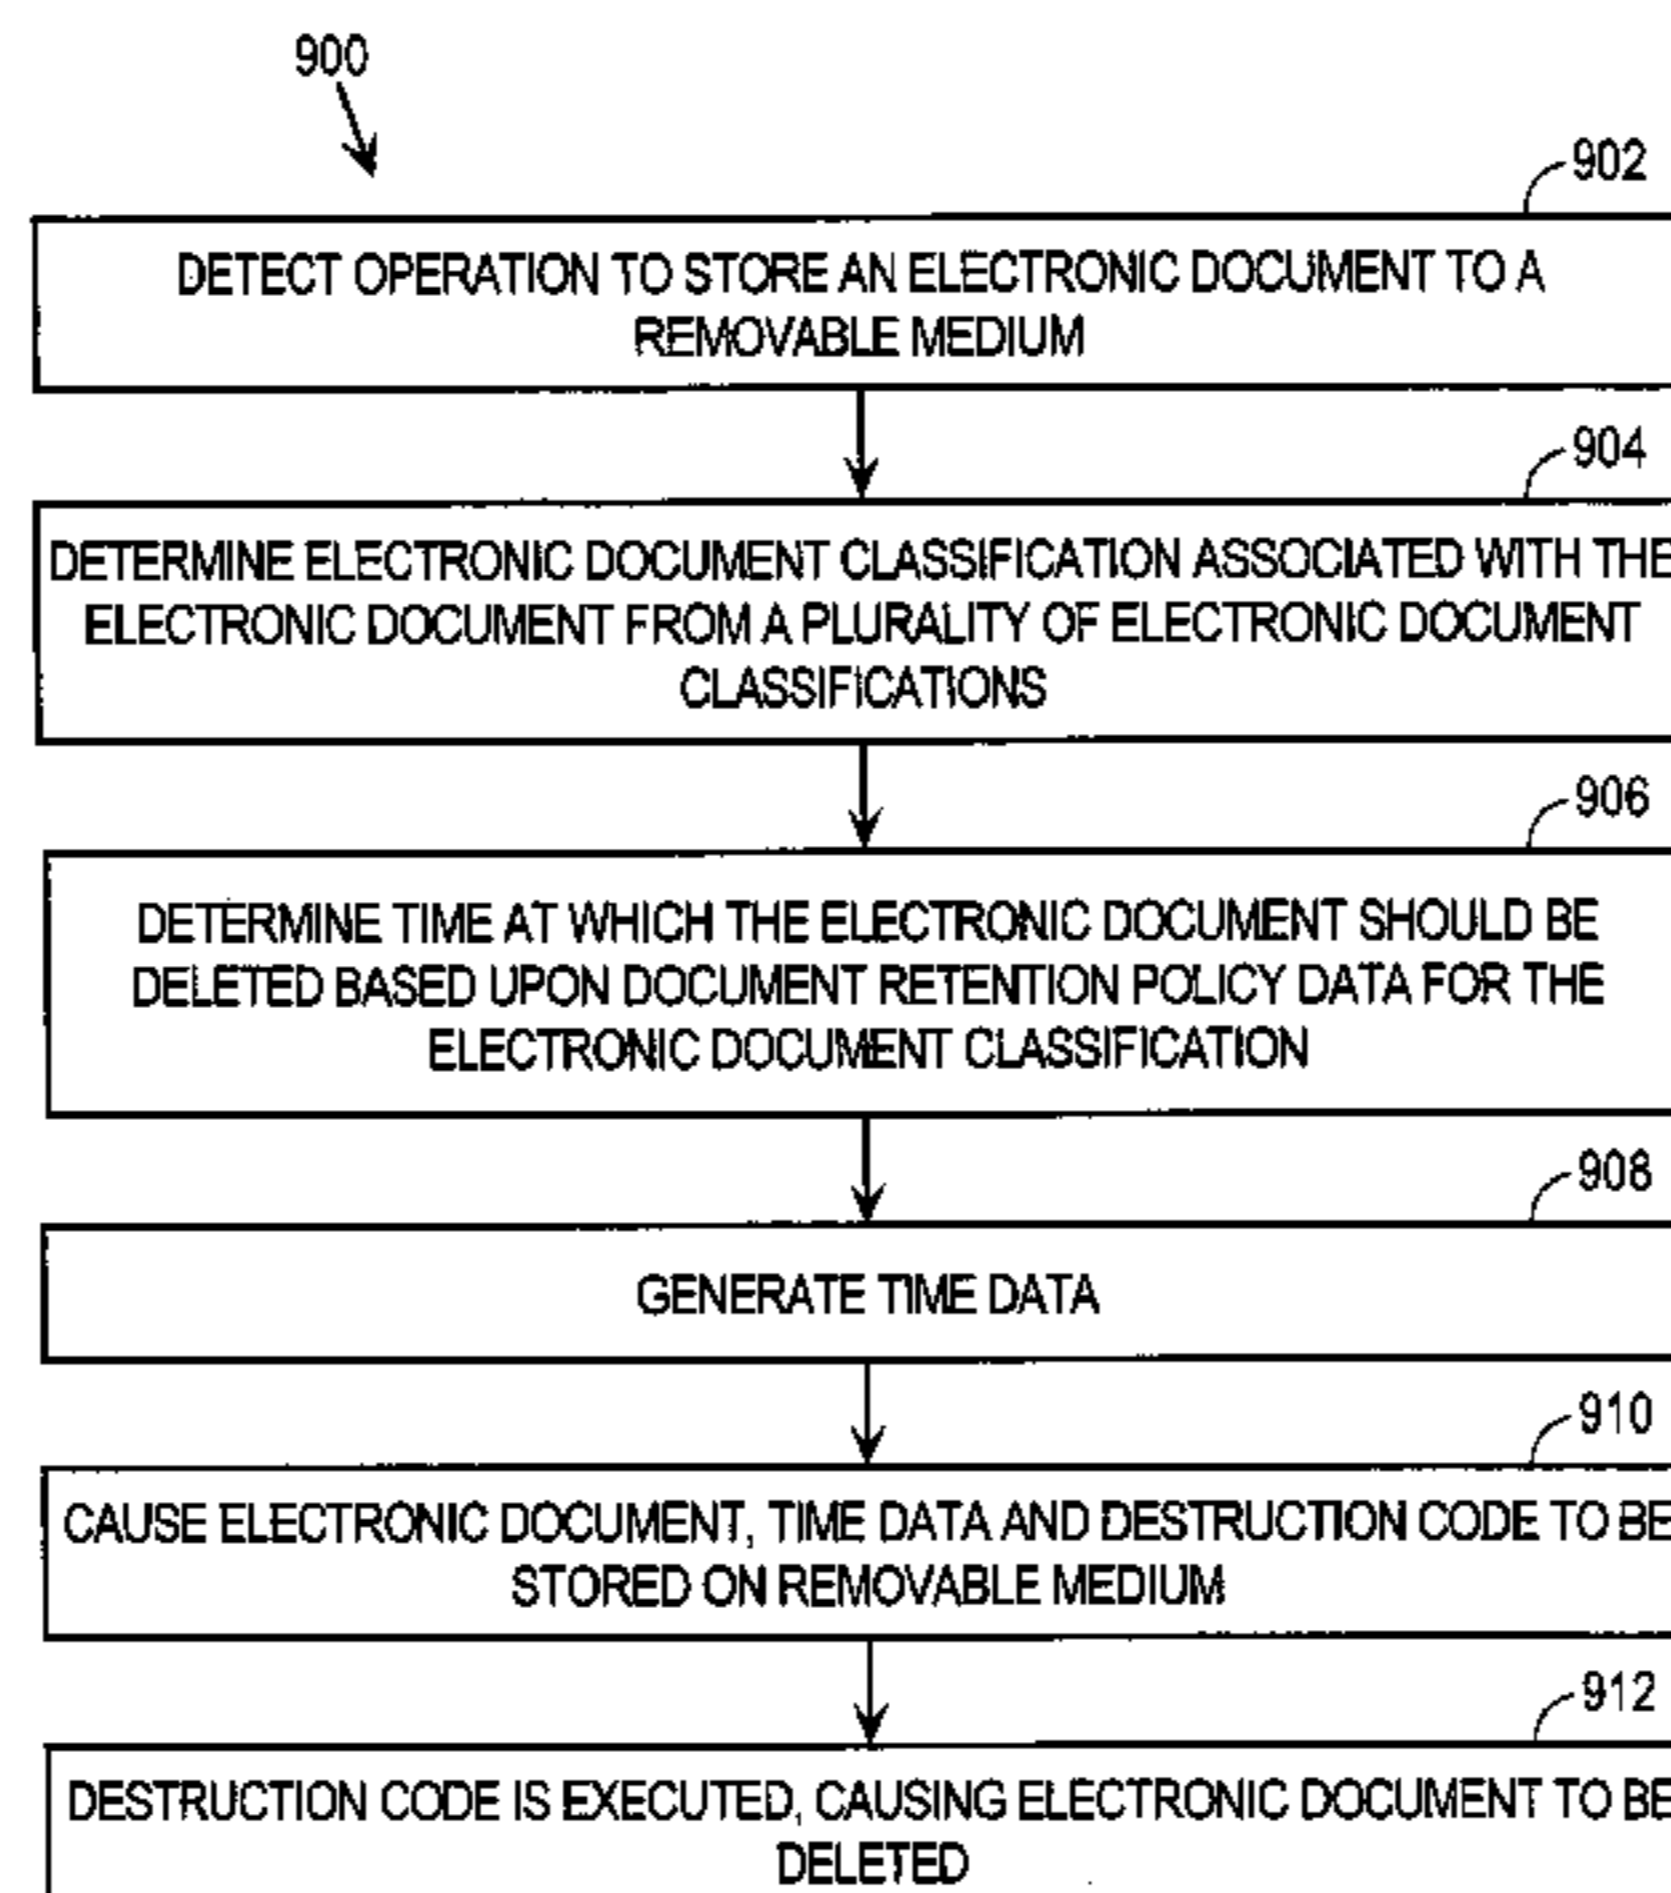 900
902
DETECT OPERATION TO STORE AN ELECTRONIC DOCUMENT TO A
REMOVABLE MEDIUM
904
DETERMINE ELECTRONIC DOCUMENT CLASSIFICATION ASSOCIATED WITH THE
ELECTRONIC DOCUMENT FROM A PLURALITY OF ELECTRONIC DOCUMENT
CLASSIFICATIONS
906
DETERMINE TIME AT WHICH THE ELECTRONIC DOCUMENT SHOULD BE
DELETED BASED UPON DOCUMENT RETENTION POLICY DATA FOR THE
ELECTRONIC DOCUMENT CLASSIFICATION
908
GENERATE TIME DATA
910
CAUSE ELECTRONIC DOCUMENT, TIME DATA AND DESTRUCTION CODE TO BE
STORED ON REMOVABLE MEDIUM
912
DESTRUCTION CODE IS EXECUTED, CAUSING ELECTRONIC DOCUMENT TO BE
DELETED